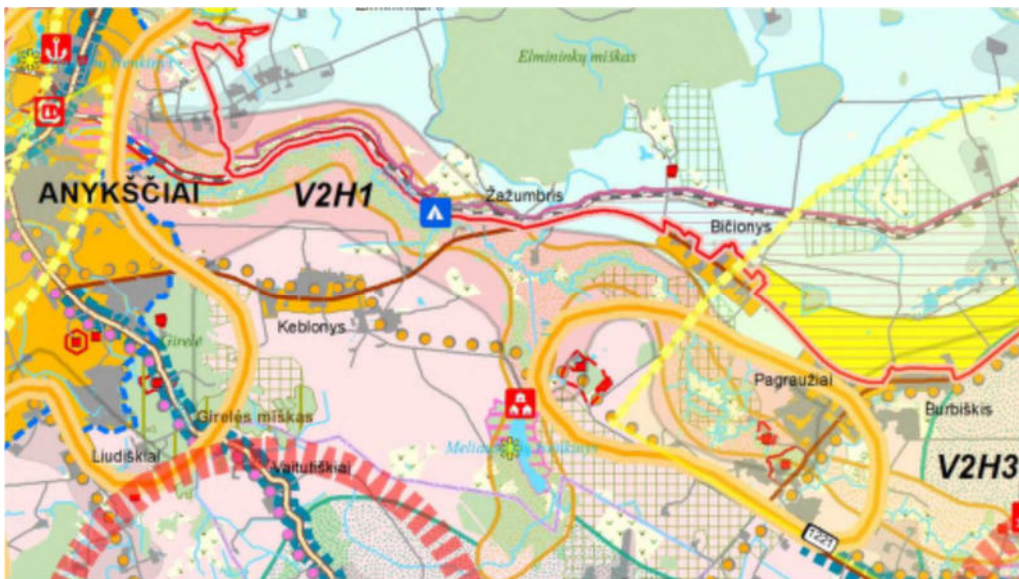 Elmininkų miškas
ANYKŠČIAI
V2H1
Žažumbris
Bičionys
Keblonys
Girelė
Pagraužiai
Girelės miškas
Burbiškis
Liudiškiai
Vaitutiškiai
V2H3
1221